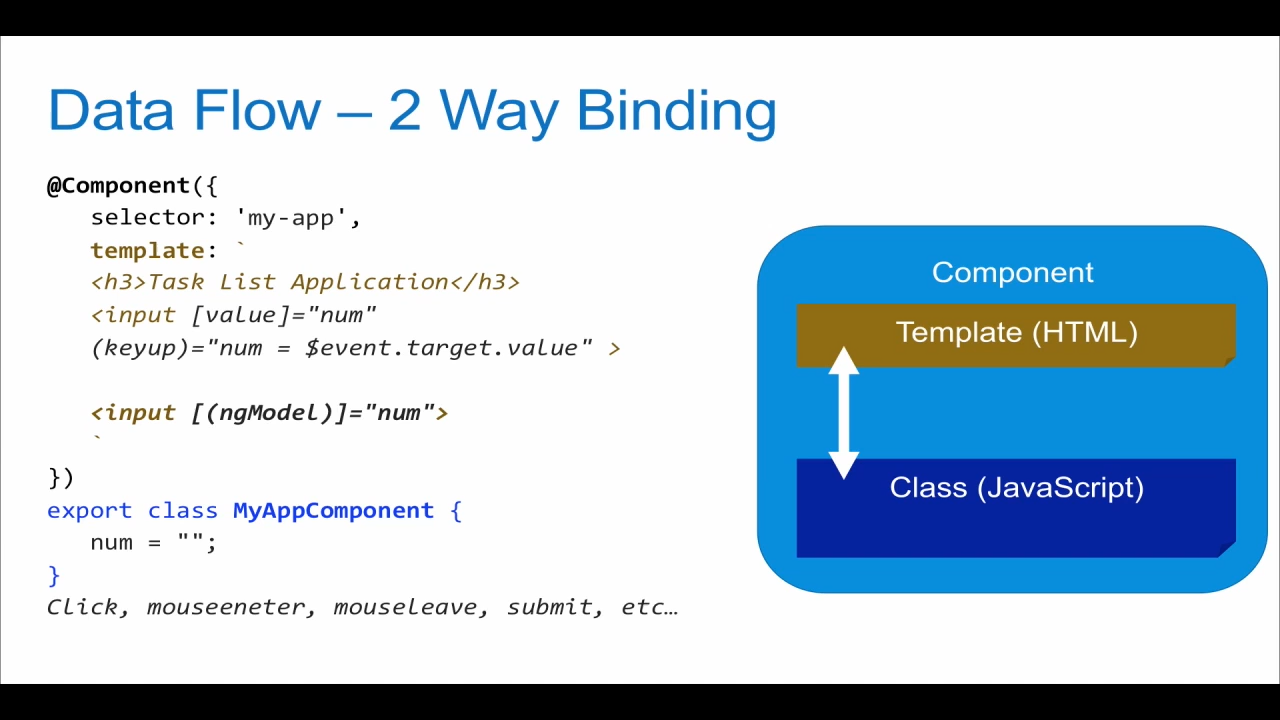 Data Flow – 2 Way Binding
@Component({
selector: 'my-app',
template: `
<h3>Task List Application</h3>
<input [value]="num"
(keyup)="num = $event.target.value" >
<input [(ngModel)]="num">
`
})
export class MyAppComponent {
num = "";
}
Click, mouseeneter, mouseleave, submit, etc…
Component
Template (HTML)
Class (JavaScript)